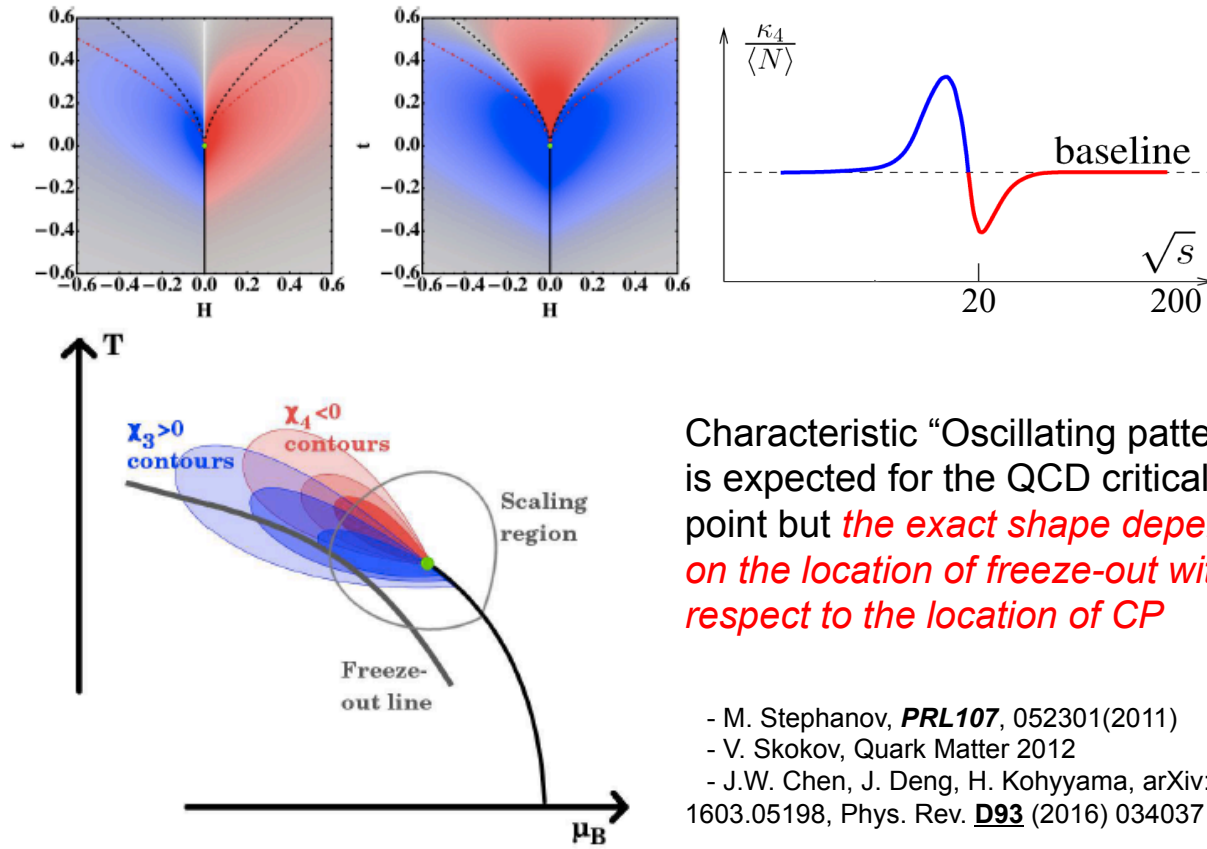 0.6
0.4
0.2
0.0
−0.2
−0.4
−0.6
t
−0.6 −0.4 −0.2 0.0 0.2 0.4 0.6
H
0.6
0.4
0.2
0.0
−0.2
−0.4
−0.6
t
−0.6 −0.4 −0.2 0.0 0.2 0.4 0.6
H
κ4
⟨N⟩
baseline
√s
20 200
T
χ3>0
contours
χ4<0
contours
Scaling
region
Freeze-
out line
μB
Characteristic “Oscillating patte
is expected for the QCD critical
point but the exact shape depe
on the location of freeze-out wit
respect to the location of CP
- M. Stephanov, PRL107, 052301(2011)
- V. Skokov, Quark Matter 2012
- J.W. Chen, J. Deng, H. Kohyyama, arXiv:
1603.05198, Phys. Rev. D93 (2016) 034037